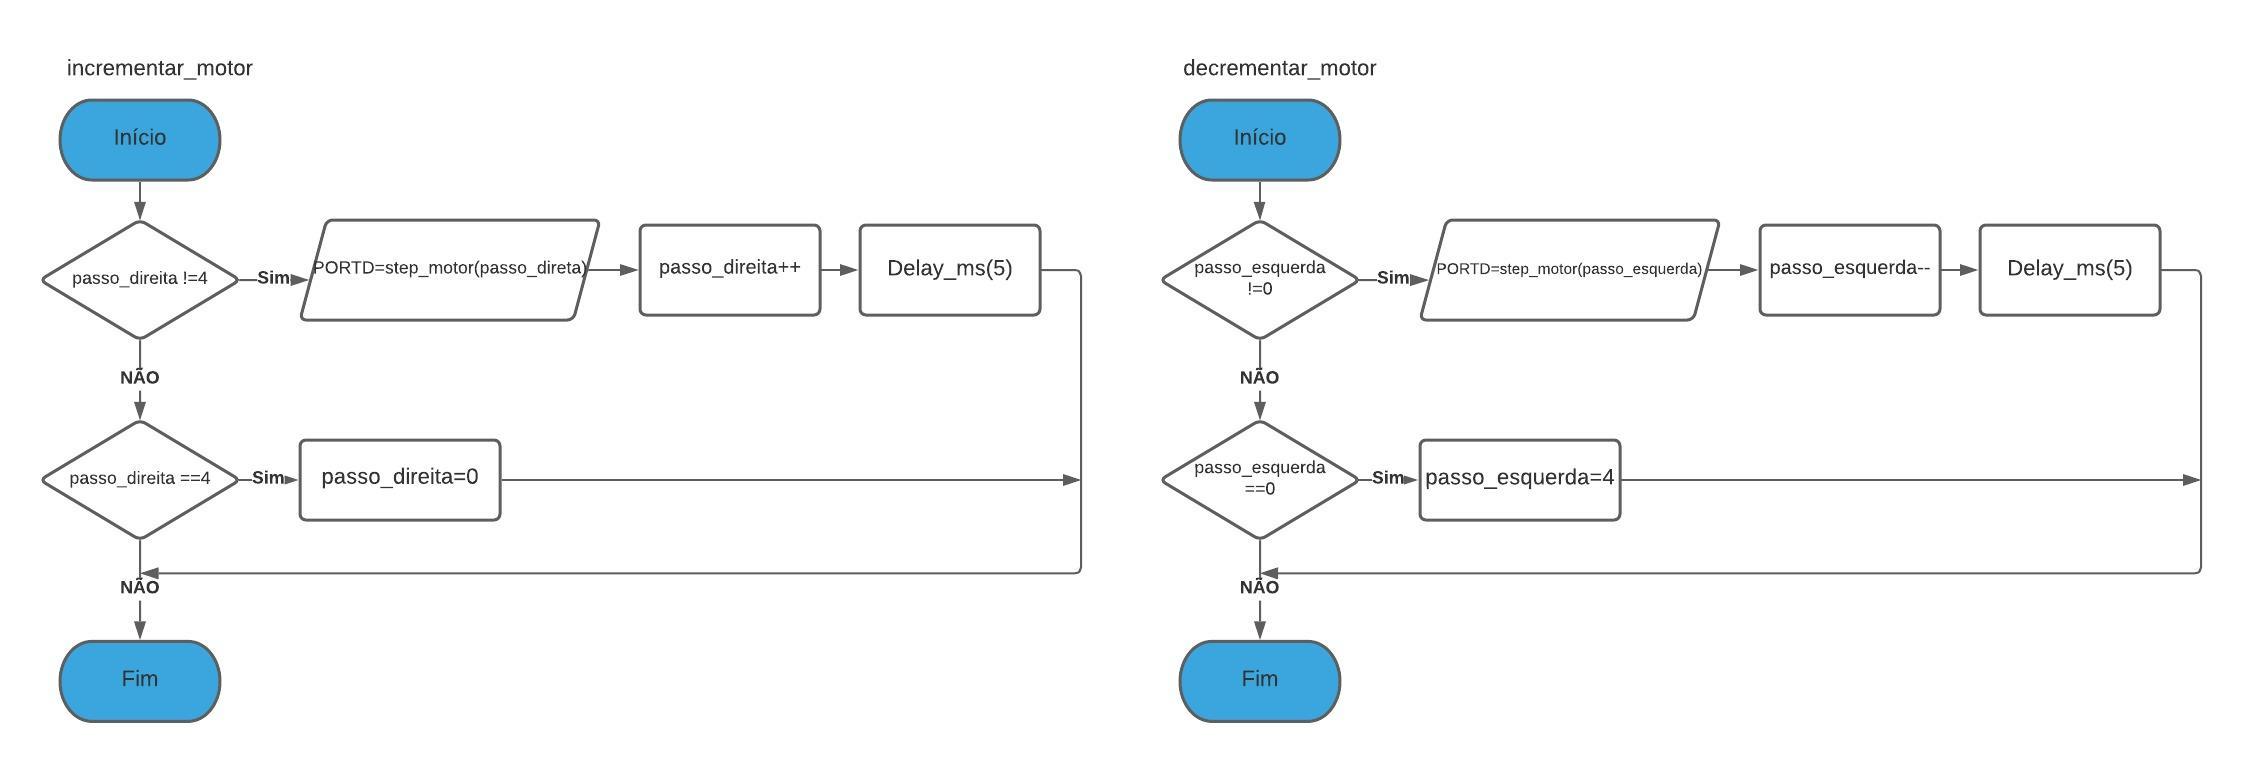 incrementar_motor
Início
passo_direita !=4
Sim
PORTD=step_motor(passo_direta)
passo_direita++
Delay_ms(5)
NÃO
passo_direita ==4
Sim
passo_direita=0
NÃO
Fim
decrementar_motor
Início
passo_esquerda
!=0
Sim
PORTD=step_motor(passo_esquerda)
passo_esquerda--
Delay_ms(5)
NÃO
passo_esquerda
==0
Sim
passo_esquerda=4
NÃO
Fim